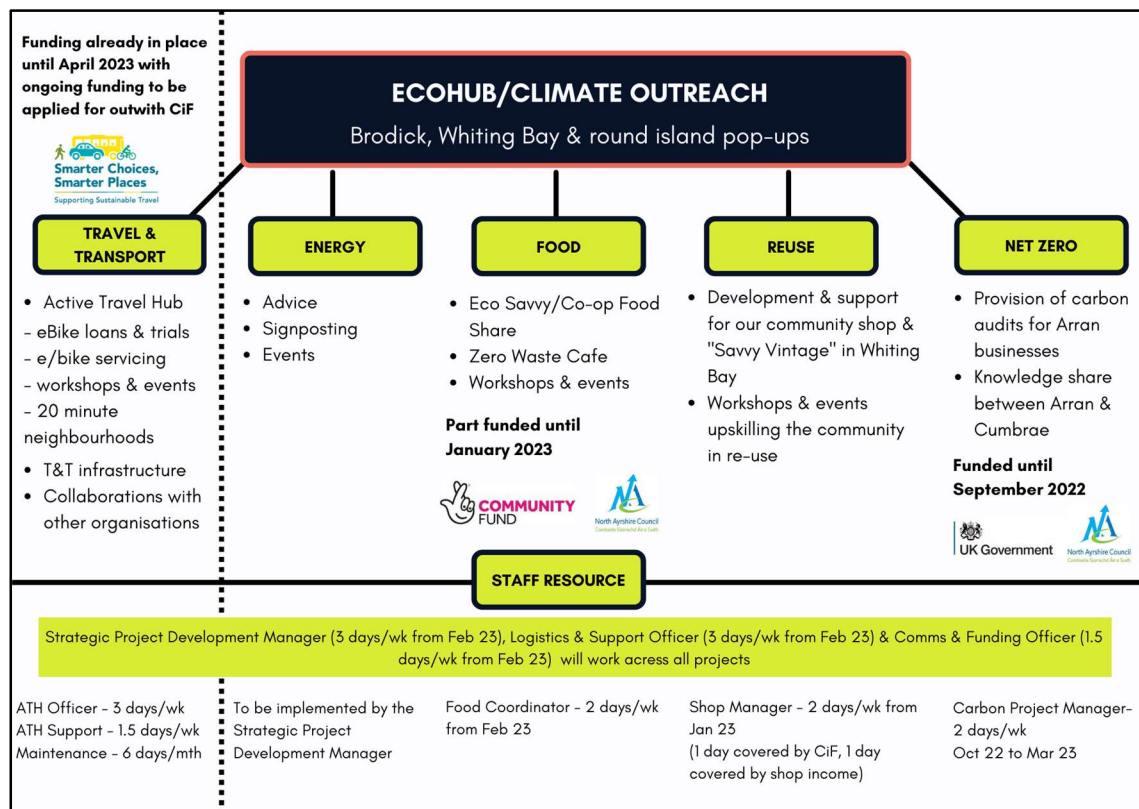 Funding already in place
until April 2023 with
ongoing funding to be
applied for outwith CiF
Smarter Choices,
Smarter Places
Supporting Sustainable Travel
ECOHUB/CLIMATE OUTREACH
Brodick, Whiting Bay & round island pop-ups
TRAVEL &
TRANSPORT
• Active Travel Hub
- eBike loans & trials
- e/bike servicing
- workshops & events
- 20 minute
neighbourhoods
• T&T infrastructure
• Collaborations with
other organisations
ENERGY
• Advice
• Signposting
• Events
FOOD
• Eco Savvy/Co-op Food
Share
• Zero Waste Cafe
• Workshops & events
Part funded until
January 2023
COMMUNITY
FUND
North Ayrshire Council
REUSE
• Development & support
for our community shop &
"Savvy Vintage" in Whiting
Bay
• Workshops & events
upskilling the community
in re-use
NET ZERO
• Provision of carbon
audits for Arran
businesses
• Knowledge share
between Arran &
Cumbrae
Funded until
September 2022
UK Government
North Ayrshire Council
STAFF RESOURCE
Strategic Project Development Manager (3 days/wk from Feb 23), Logistics & Support Officer (3 days/wk from Feb 23) & Comms & Funding Officer (1.5
days/wk from Feb 23) will work across all projects
ATH Officer - 3 days/wk
ATH Support - 1.5 days/wk
Maintenance - 6 days/mth
To be implemented by the
Strategic Project
Development Manager
Food Coordinator - 2 days/wk
from Feb 23
Shop Manager - 2 days/wk from
Jan 23
(1 day covered by CiF, 1 day
covered by shop income)
Carbon Project Manager-
2 days/wk
Oct 22 to Mar 23